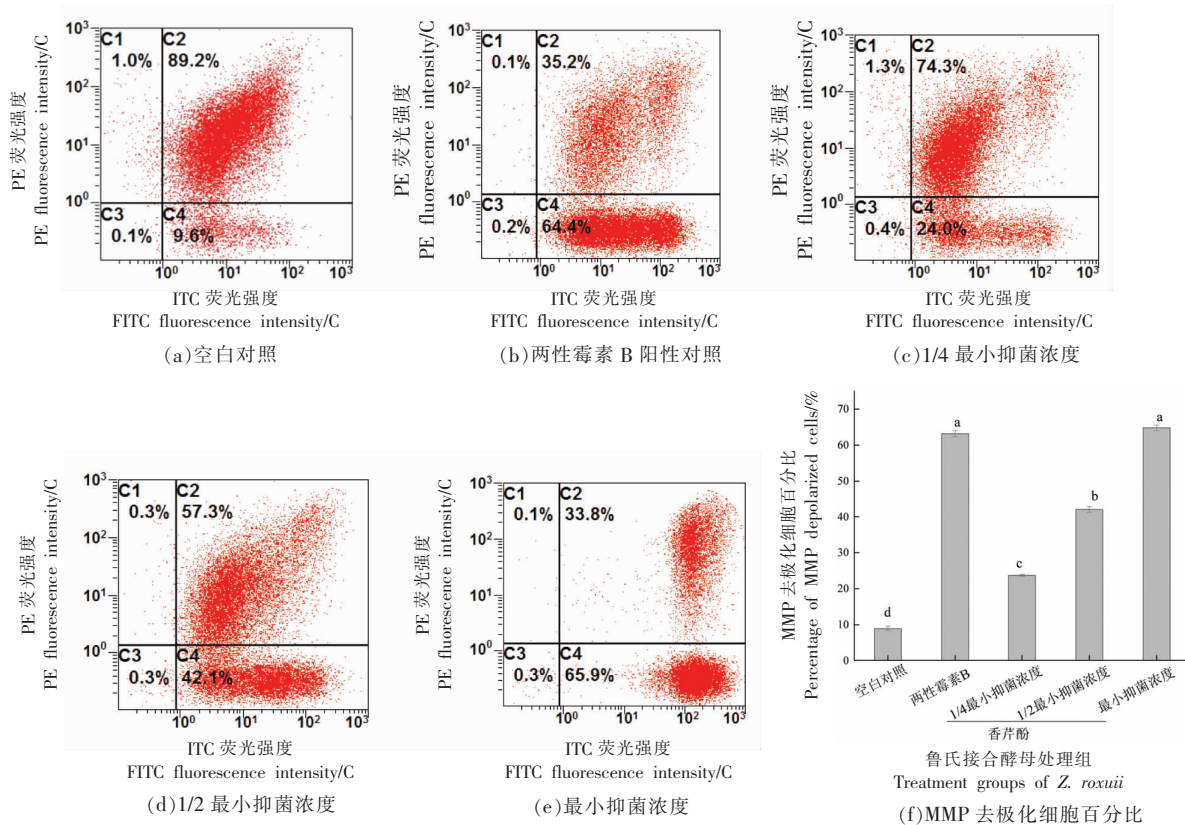 PE 荧光强度
PE fluorescence intensity/C
10³
10²
10¹
10⁰
C1
1.0%
C2
89.2%
C3
0.1%
C4
9.6%
10⁰ 10¹ 10² 10³
ITC 荧光强度
FITC fluorescence intensity/C
(a)空白对照
PE 荧光强度
PE fluorescence intensity/C
10³
10²
10¹
10⁰
C1
0.1%
C2
35.2%
C3
0.2%
C4
64.4%
10⁰ 10¹ 10² 10³
ITC 荧光强度
FITC fluorescence intensity/C
(b)两性霉素 B 阳性对照
PE 荧光强度
PE fluorescence intensity/C
10³
10²
10¹
10⁰
C1
1.3%
C2
74.3%
C3
0.4%
C4
24.0%
10⁰ 10¹ 10² 10³
ITC 荧光强度
FITC fluorescence intensity/C
(c)1/4 最小抑菌浓度
PE 荧光强度
PE fluorescence intensity/C
10³
10²
10¹
10⁰
C1
0.3%
C2
57.3%
C3
0.3%
C4
42.1%
10⁰ 10¹ 10² 10³
ITC 荧光强度
FITC fluorescence intensity/C
(d)1/2 最小抑菌浓度
PE 荧光强度
PE fluorescence intensity/C
10³
10²
10¹
10⁰
C1
0.1%
C2
33.8%
C3
0.3%
C4
65.9%
10⁰ 10¹ 10² 10³
ITC 荧光强度
FITC fluorescence intensity/C
(e)最小抑菌浓度
MMP 去极化细胞百分比
Percentage of MMP depolarized cells/%
70
60
50
40
30
20
10
0
d
a
c
b
a
空白对照
两性霉素B
1/4最小抑菌浓度
1/2最小抑菌浓度
最小抑菌浓度
香芹酚
鲁氏接合酵母处理组
Treatment groups of Z. roxuii
(f)MMP 去极化细胞百分比